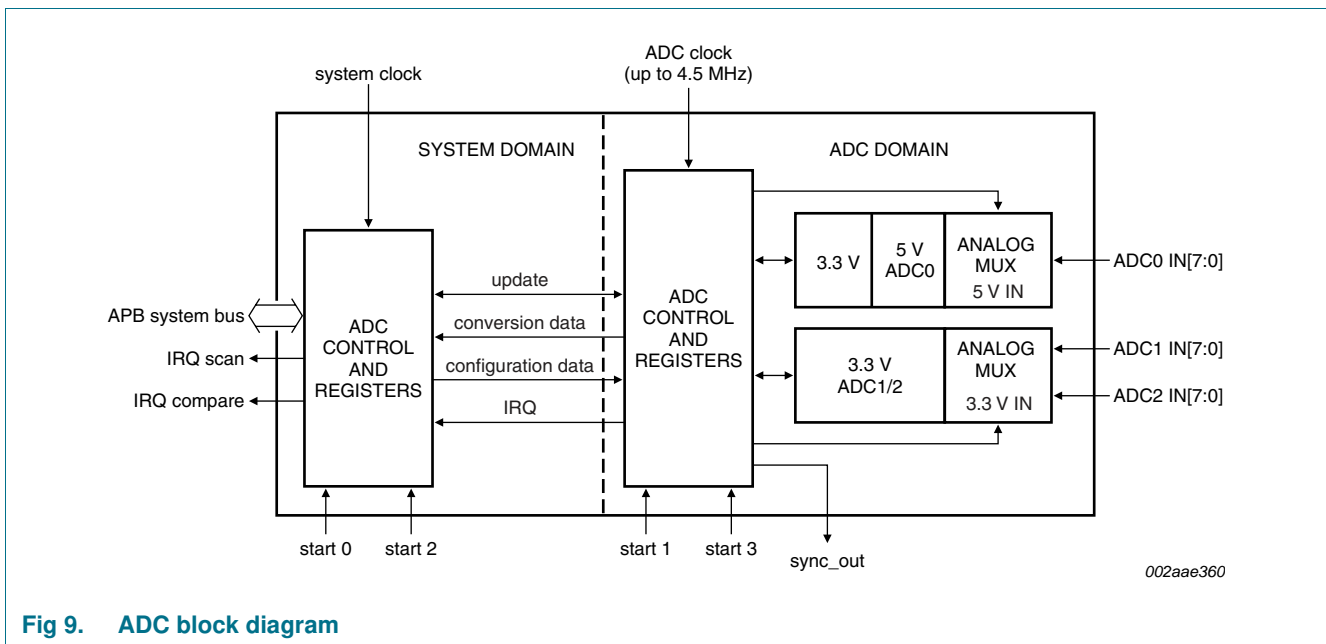 ADC clock
(up to 4.5 MHz)
system clock
SYSTEM DOMAIN
ADC DOMAIN
APB system bus
IRQ scan
IRQ compare
ADC
CONTROL
AND
REGISTERS
update
conversion data
configuration data
IRQ
ADC
CONTROL
AND
REGISTERS
3.3 V
5 V
ADC0
ANALOG
MUX
5 V IN
ADC0 IN[7:0]
3.3 V
ADC1/2
ANALOG
MUX
3.3 V IN
ADC1 IN[7:0]
ADC2 IN[7:0]
start 0
start 2
start 1
start 3
sync_out
002aae360
Fig 9. ADC block diagram